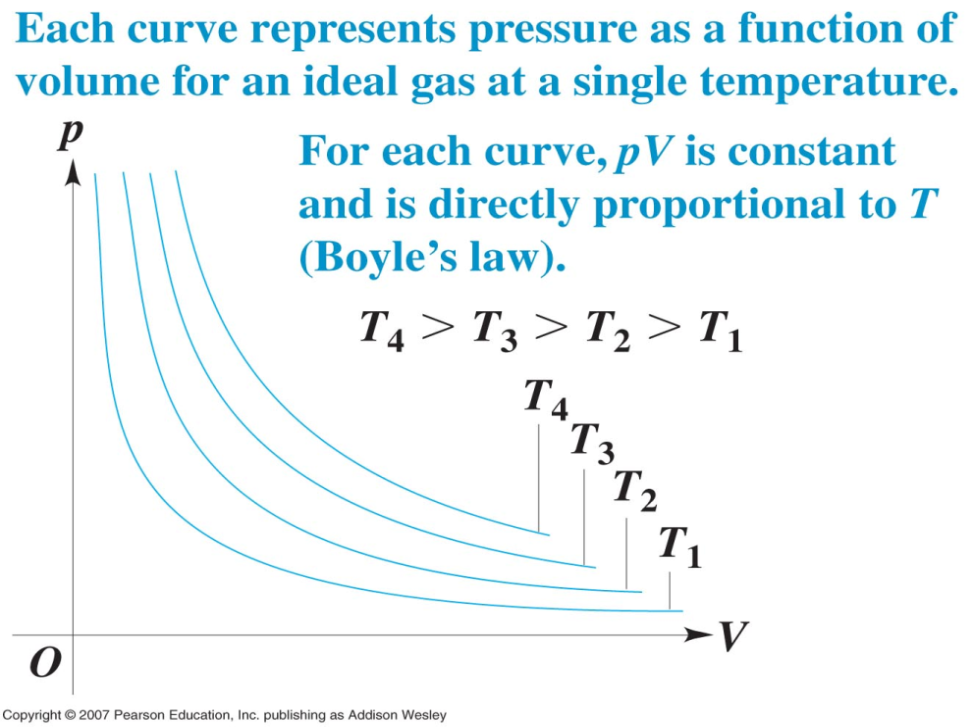 Each curve represents pressure as a function of
volume for an ideal gas at a single temperature.
p
For each curve, pV is constant
and is directly proportional to T
(Boyle’s law).
T₄ > T₃ > T₂ > T₁
T₄
T₃
T₂
T₁
V
O
Copyright © 2007 Pearson Education, Inc. publishing as Addison Wesley